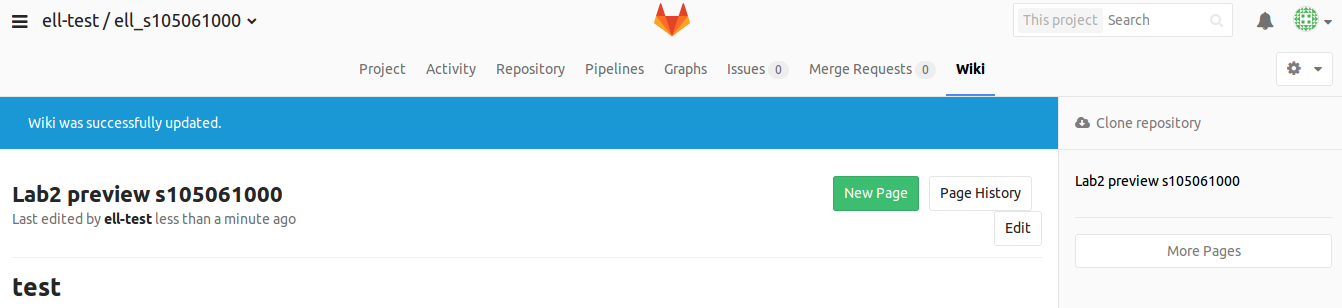 ell-test / ell_s105061000
This project Search
Project Activity Repository Pipelines Graphs Issues 0 Merge Requests 0 Wiki
Wiki was successfully updated.
Clone repository
Lab2 preview s105061000
New Page Page History
Last edited by ell-test less than a minute ago
Edit
test
Lab2 preview s105061000
More Pages